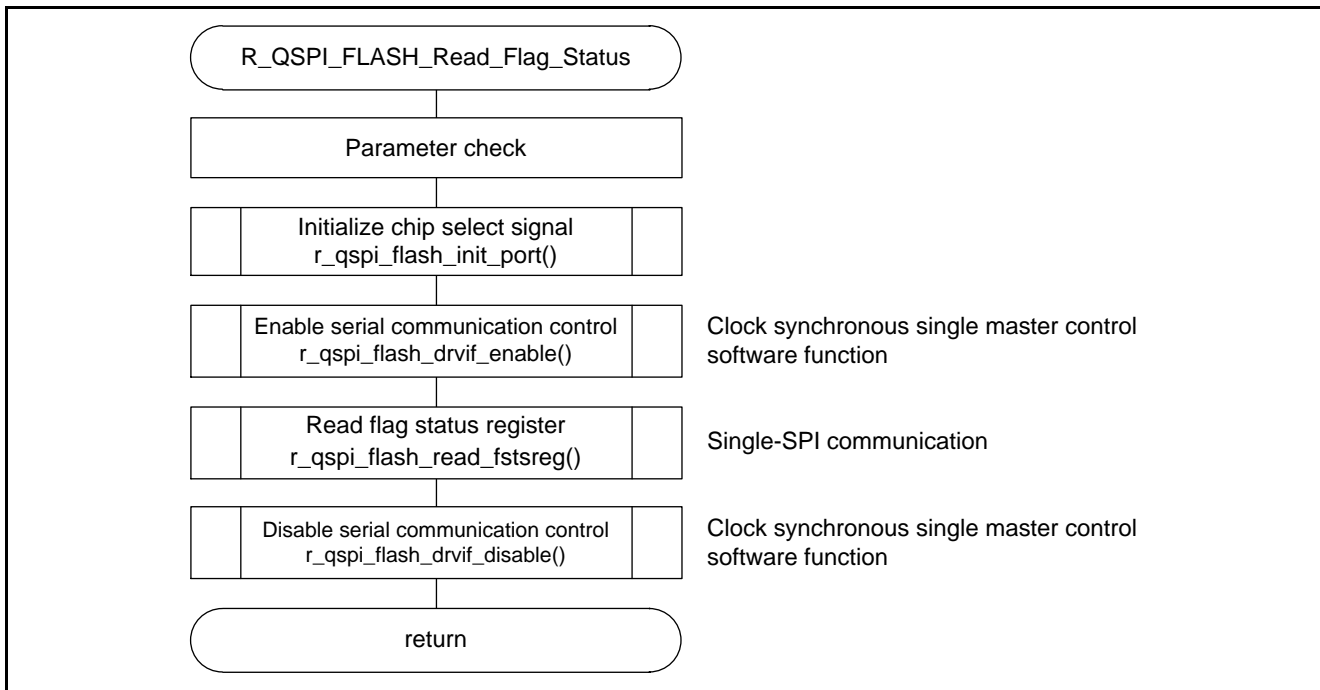 R_QSPI_FLASH_Read_Flag_Status
Parameter check
Initialize chip select signal
r_qspi_flash_init_port()
Enable serial communication control
r_qspi_flash_drvif_enable()
Clock synchronous single master control
software function
Read flag status register
r_qspi_flash_read_fstsreg()
Single-SPI communication
Disable serial communication control
r_qspi_flash_drvif_disable()
Clock synchronous single master control
software function
return